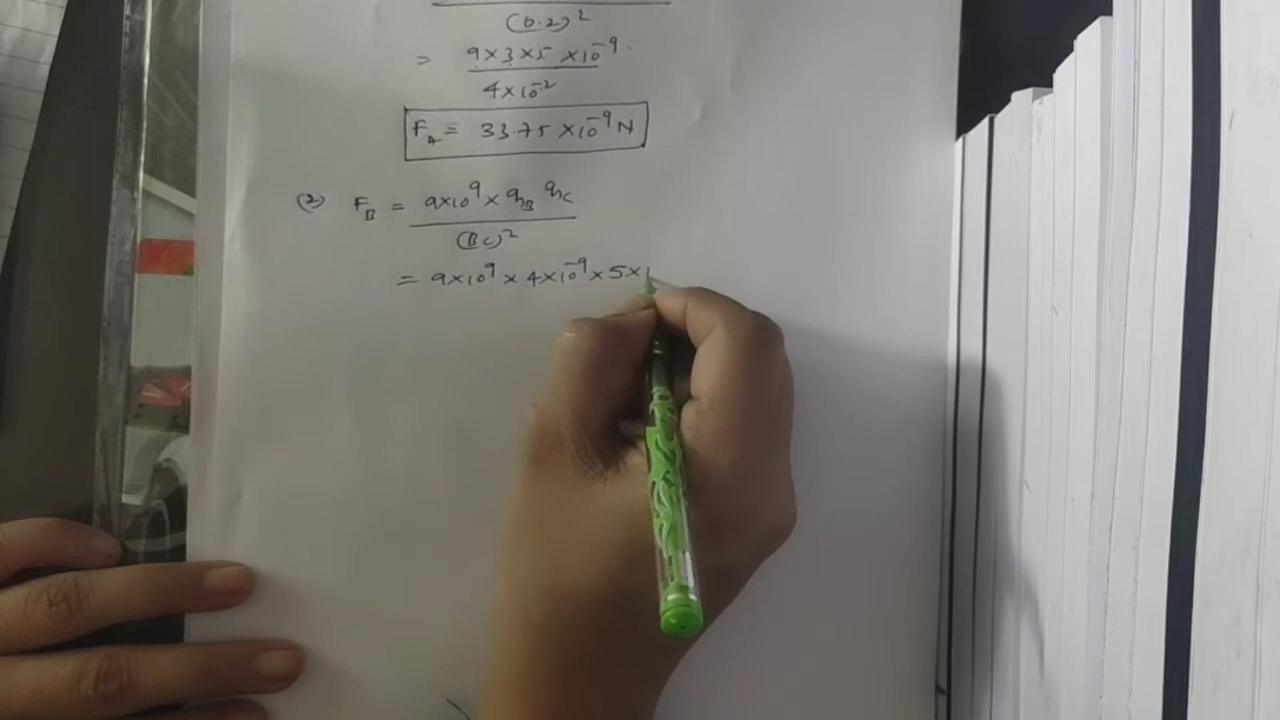 (0.2)²
= 9×3×5 ×10⁻⁹
4×10⁻²
F_A = 33.75 ×10⁻⁹ N
(2) F_B = 9×10⁹ × q_B q_C
(BC)²
= 9×10⁹ × 4×10⁻⁹ × 5×1